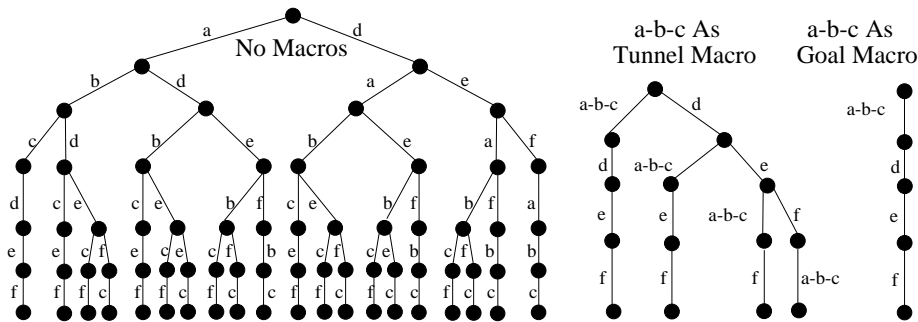 a-b-c As
Tunnel Macro
a-b-c As
Goal Macro
No Macros
a d
b d a e
c d b e b e a f
d c e c e b f c e b f b f a
e e c f e c e c f b e c f c e b c f b b
f f f c f f c f c c f f c f c c f c c c
a-b-c d
d a-b-c e
e e a-b-c f
f f f a-b-c
a-b-c
d
e
f